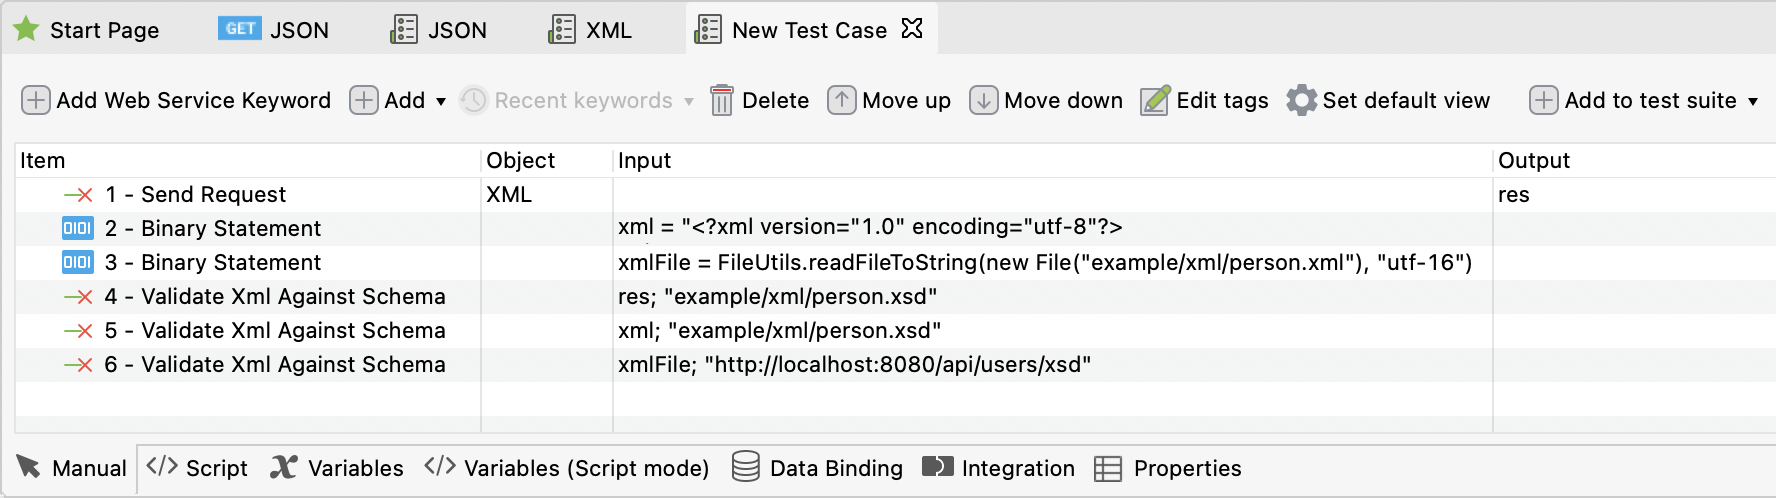 Start Page GET JSON JSON XML New Test Case
Add Web Service Keyword Add Recent keywords Delete Move up Move down Edit tags Set default view Add to test suite
Item Object Input Output
1 - Send Request XML res
0101 2 - Binary Statement xml = "<?xml version="1.0" encoding="utf-8"?>
0101 3 - Binary Statement xmlFile = FileUtils.readFileToString(new File("example/xml/person.xml"), "utf-16")
4 - Validate Xml Against Schema res; "example/xml/person.xsd"
5 - Validate Xml Against Schema xml; "example/xml/person.xsd"
6 - Validate Xml Against Schema xmlFile; "http://localhost:8080/api/users/xsd"
Manual </> Script Variables </> Variables (Script mode) Data Binding Integration Properties